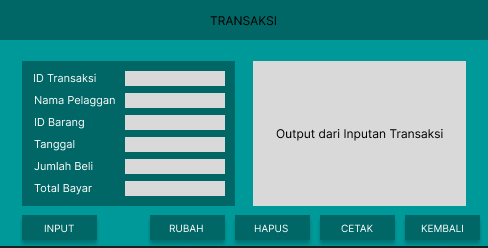 TRANSAKSI
ID Transaksi
Nama Pelaggan
ID Barang
Tanggal
Jumlah Beli
Total Bayar
Output dari Inputan Transaksi
INPUT
RUBAH
HAPUS
CETAK
KEMBALI